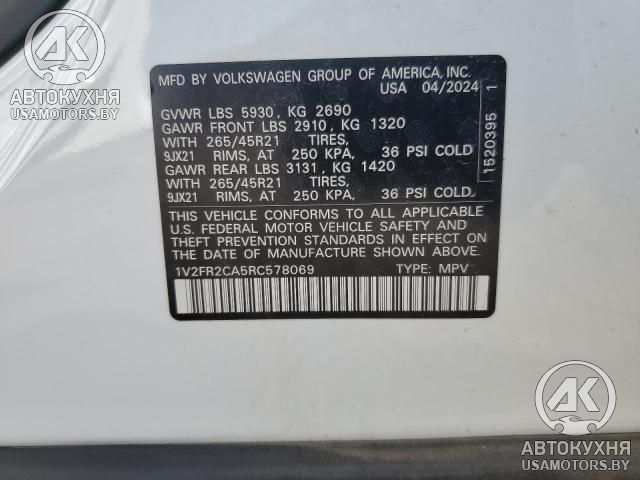 AK
АВТОКУХНЯ
USAMOTORS.BY
MFD BY VOLKSWAGEN GROUP OF AMERICA, INC.
USA 04/2024
GVWR LBS 5930, KG 2690
GAWR FRONT LBS 2910, KG 1320
WITH 265/45R21 TIRES,
9JX21 RIMS, AT 250 KPA, 36 PSI COLD
GAWR REAR LBS 3131, KG 1420
WITH 265/45R21 TIRES,
9JX21 RIMS, AT 250 KPA, 36 PSI COLD.
THIS VEHICLE CONFORMS TO ALL APPLICABLE
U.S. FEDERAL MOTOR VEHICLE SAFETY AND
THEFT PREVENTION STANDARDS IN EFFECT ON
THE DATE OF MANUFACTURE SHOWN ABOVE.
1V2FR2CA5RC578069 TYPE: MPV
1520395 1
AK
АВТОКУХНЯ
USAMOTORS.BY